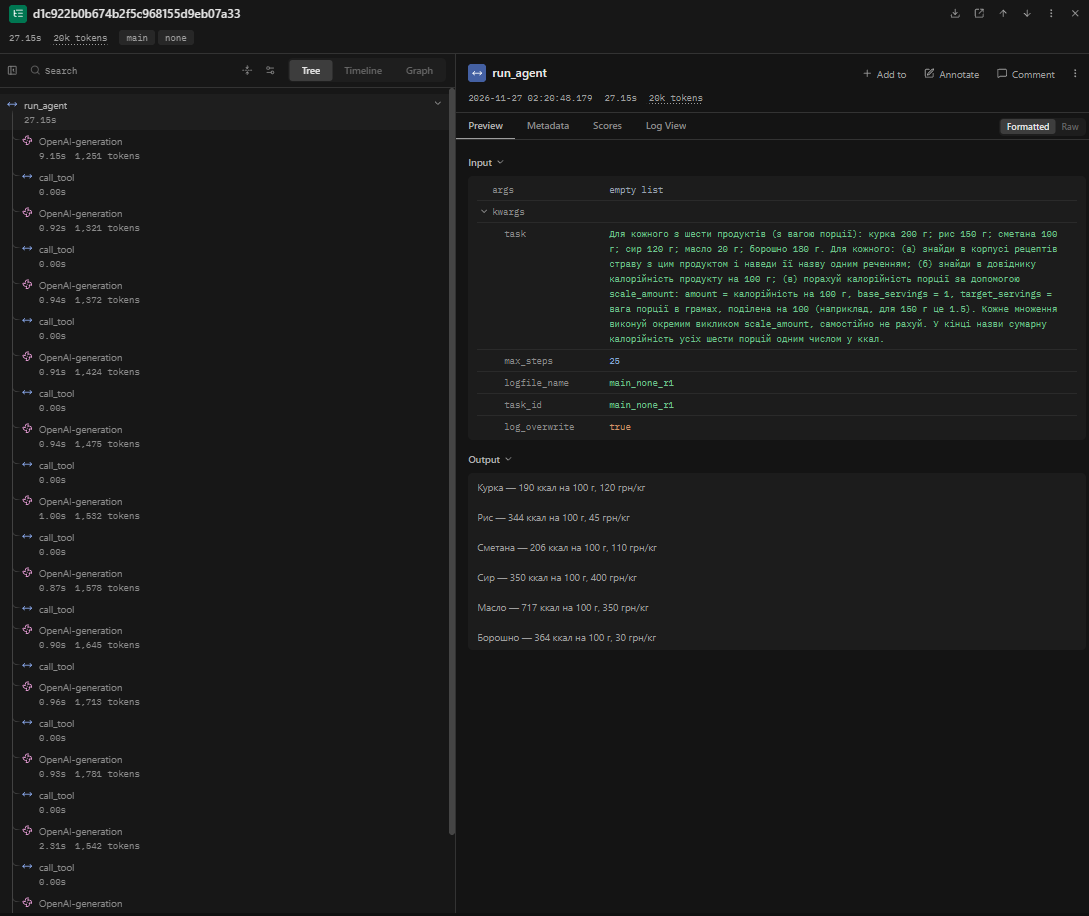 d1c922b0b674b2f5c968155d9eb07a33
27.15s 20k tokens main none
Search
Tree Timeline Graph
run_agent
27.15s
OpenAI-generation
9.15s 1,251 tokens
call_tool
0.00s
OpenAI-generation
0.92s 1,321 tokens
call_tool
0.00s
OpenAI-generation
0.94s 1,372 tokens
call_tool
0.00s
OpenAI-generation
0.91s 1,424 tokens
call_tool
0.00s
OpenAI-generation
0.94s 1,475 tokens
call_tool
0.00s
OpenAI-generation
1.00s 1,532 tokens
call_tool
0.00s
OpenAI-generation
0.87s 1,578 tokens
call_tool
OpenAI-generation
0.90s 1,645 tokens
call_tool
OpenAI-generation
0.96s 1,713 tokens
call_tool
0.00s
OpenAI-generation
0.93s 1,781 tokens
call_tool
0.00s
OpenAI-generation
2.31s 1,542 tokens
call_tool
0.00s
OpenAI-generation
run_agent
Add to Annotate Comment
2026-11-27 02:20:48.179 27.15s 20k tokens
Preview Metadata Scores Log View
Formatted Raw
Input
args empty list
kwargs
task Для кожного з шести продуктів (з вагою порції): курка 200 г; рис 150 г; сметана 100
г; сир 120 г; масло 20 г; борошно 180 г. Для кожного: (а) знайди в корпусі рецептів
страву з цим продуктом і наведи її назву одним реченням; (б) знайди в довіднику
калорійність продукту на 100 г; (в) порахуй калорійність порції за допомогою
scale_amount: amount = калорійність на 100 г, base_servings = 1, target_servings =
вага порції в грамах, поділена на 100 (наприклад, для 150 г це 1.5). Кожне множення
виконуй окремим викликом scale_amount, самостійно не рахуй. У кінці назви сумарну
калорійність усіх шести порцій одним числом у ккал.
max_steps 25
logfile_name main_none_r1
task_id main_none_r1
log_overwrite true
Output
Курка — 190 ккал на 100 г, 120 грн/кг
Рис — 344 ккал на 100 г, 45 грн/кг
Сметана — 206 ккал на 100 г, 110 грн/кг
Сир — 350 ккал на 100 г, 400 грн/кг
Масло — 717 ккал на 100 г, 350 грн/кг
Борошно — 364 ккал на 100 г, 30 грн/кг